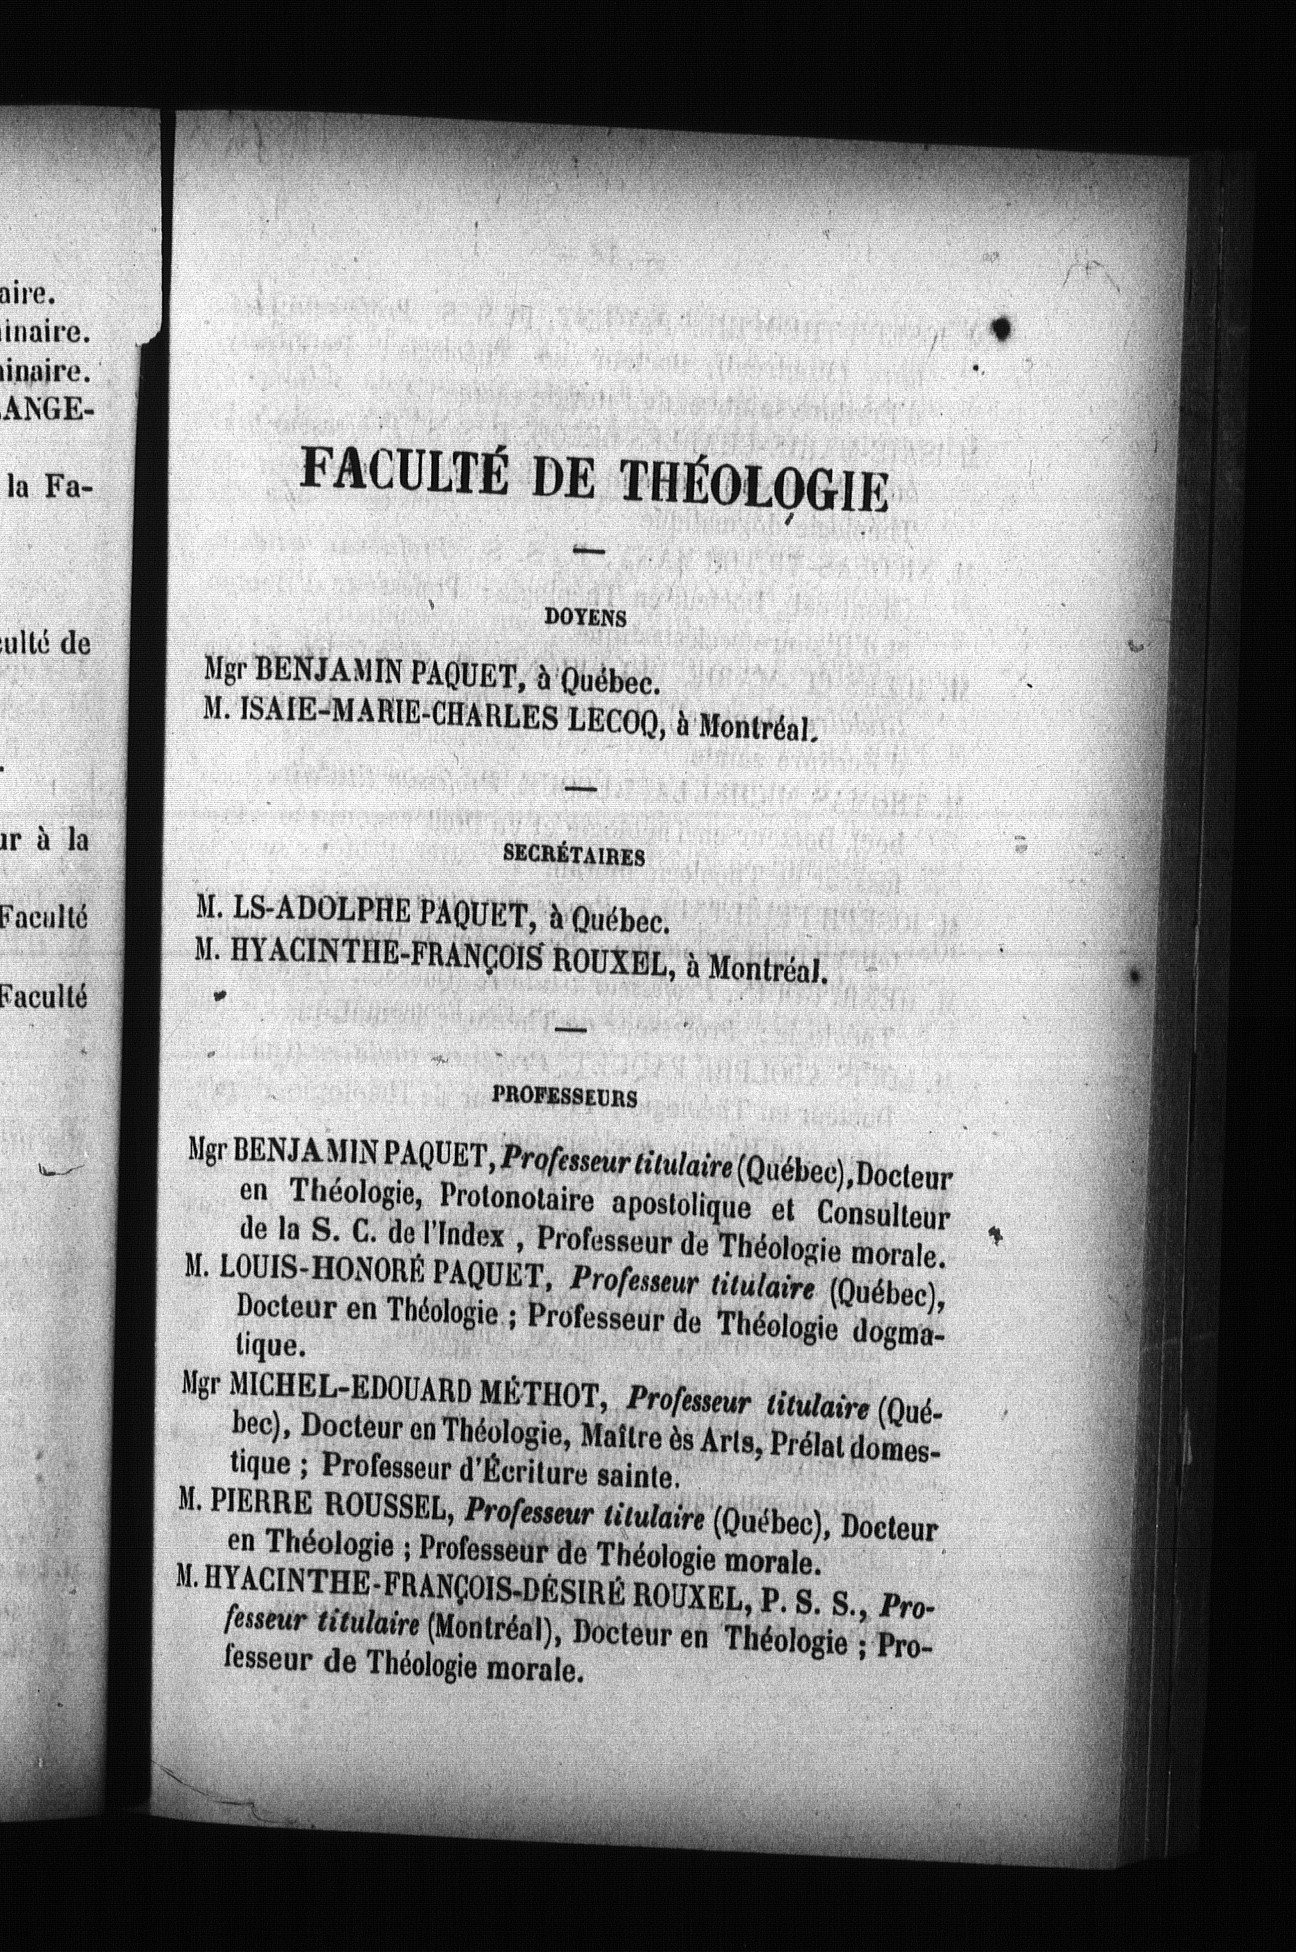 aire.
inaire.
inaire.
ANGE-
la Fa-
culté de
ur à la
Faculté
Faculté
FACULTÉ DE THÉOLOGIE
DOYENS
Mgr BENJAMIN PAQUET, à Québec.
M. ISAIE-MARIE-CHARLES LECOQ, à Montréal.
SECRÉTAIRES
M. LS-ADOLPHE PAQUET, à Québec.
M. HYACINTHE-FRANÇOIS ROUXEL, à Montréal.
PROFESSEURS
Mgr BENJAMIN PAQUET, Professeur titulaire (Québec), Docteur
en Théologie, Protonotaire apostolique et Consulteur
de la S. C. de l'Index , Professeur de Théologie morale.
M. LOUIS-HONORÉ PAQUET, Professeur titulaire (Québec),
Docteur en Théologie ; Professeur de Théologie dogma-
tique.
Mgr MICHEL-EDOUARD MÉTHOT, Professeur titulaire (Qué-
bec), Docteur en Théologie, Maître ès Arts, Prélat domes-
tique ; Professeur d'Écriture sainte.
M. PIERRE ROUSSEL, Professeur titulaire (Québec), Docteur
en Théologie ; Professeur de Théologie morale.
M. HYACINTHE-FRANÇOIS-DÉSIRÉ ROUXEL, P. S. S., Pro-
fesseur titulaire (Montréal), Docteur en Théologie ; Pro-
fesseur de Théologie morale.